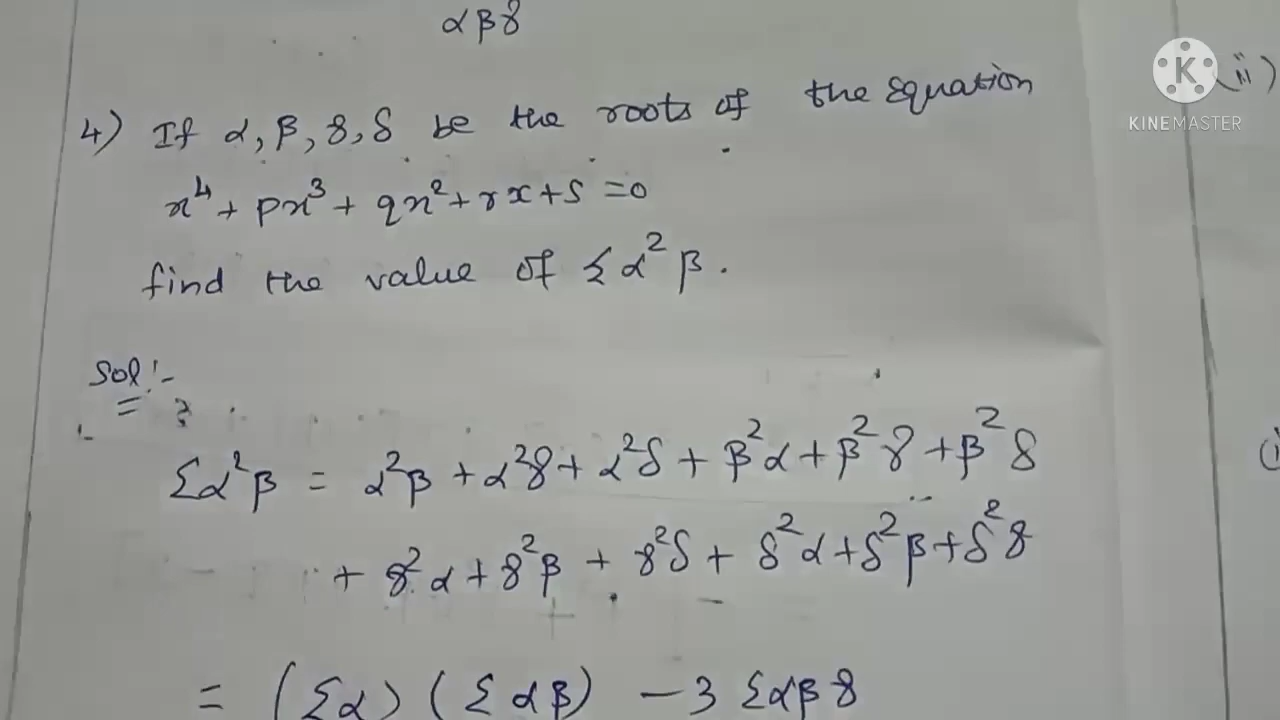 αβγ
4) If α, β, γ, δ be the roots of the equation
x⁴ + px³ + qx² + rx + s = 0
find the value of Σα²β.
Sol:-
Σα²β = α²β + α²γ + α²δ + β²α + β²γ + β²δ
+ γ²α + γ²β + γ²δ + δ²α + δ²β + δ²γ
= (Σα) (Σαβ) - 3 Σαβγ
(ii)
KINEMASTER